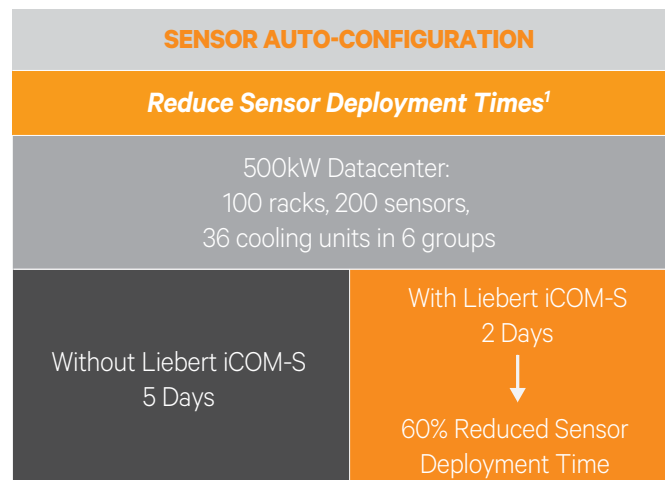 SENSOR AUTO-CONFIGURATION
Reduce Sensor Deployment Times¹
500kW Datacenter:
100 racks, 200 sensors,
36 cooling units in 6 groups
Without Liebert iCOM-S
5 Days
With Liebert iCOM-S
2 Days
60% Reduced Sensor
Deployment Time